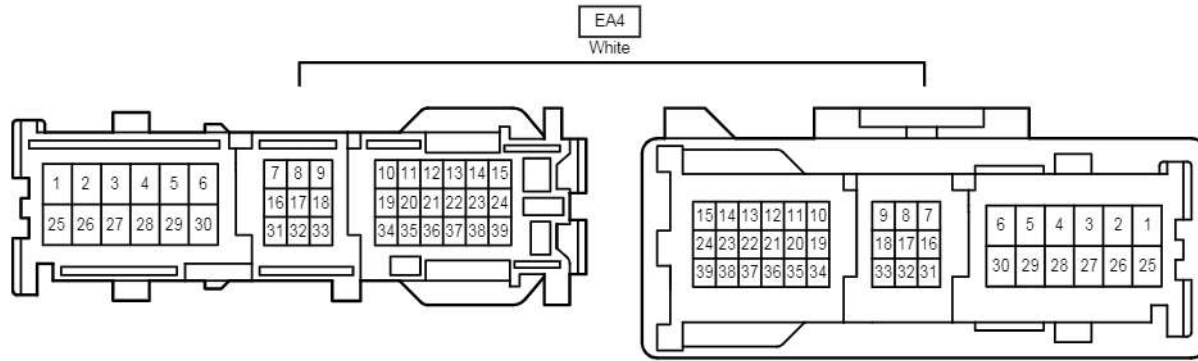 EA4
White
1 2 3 4 5 6
25 26 27 28 29 30
7 8 9
16 17 18
31 32 33
10 11 12 13 14 15
19 20 21 22 23 24
34 35 36 37 38 39
15 14 13 12 11 10
24 23 22 21 20 19
39 38 37 36 35 34
9 8 7
18 17 16
33 32 31
6 5 4 3 2 1
30 29 28 27 26 25